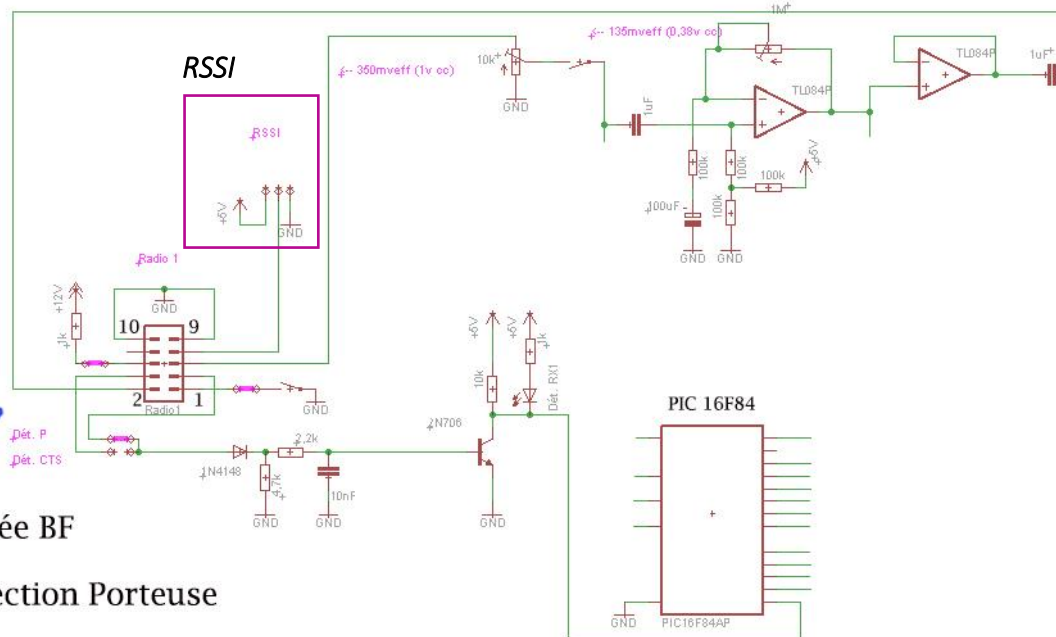 1M
<-- 135mveff (0,38v cc)
RSSI
10k
<-- 350mveff (1v cc)
TL084P
1uF
TL084P
GND
1uF
RSSI
100k
100k
+5V
100k
+5V
GND
100uF
100k
Radio 1
GND
GND
+12V
GND
1k
10
9
+5V
+5V
1k
2
1
Radio1
GND
10k
Dét. RX1
PIC 16F84
2N706
Dét. P
Dét. CTS
2,2k
1N4148
4,7k
10nF
GND
GND
GND
ée BF
ection Porteuse
GND
PIC16F84AP